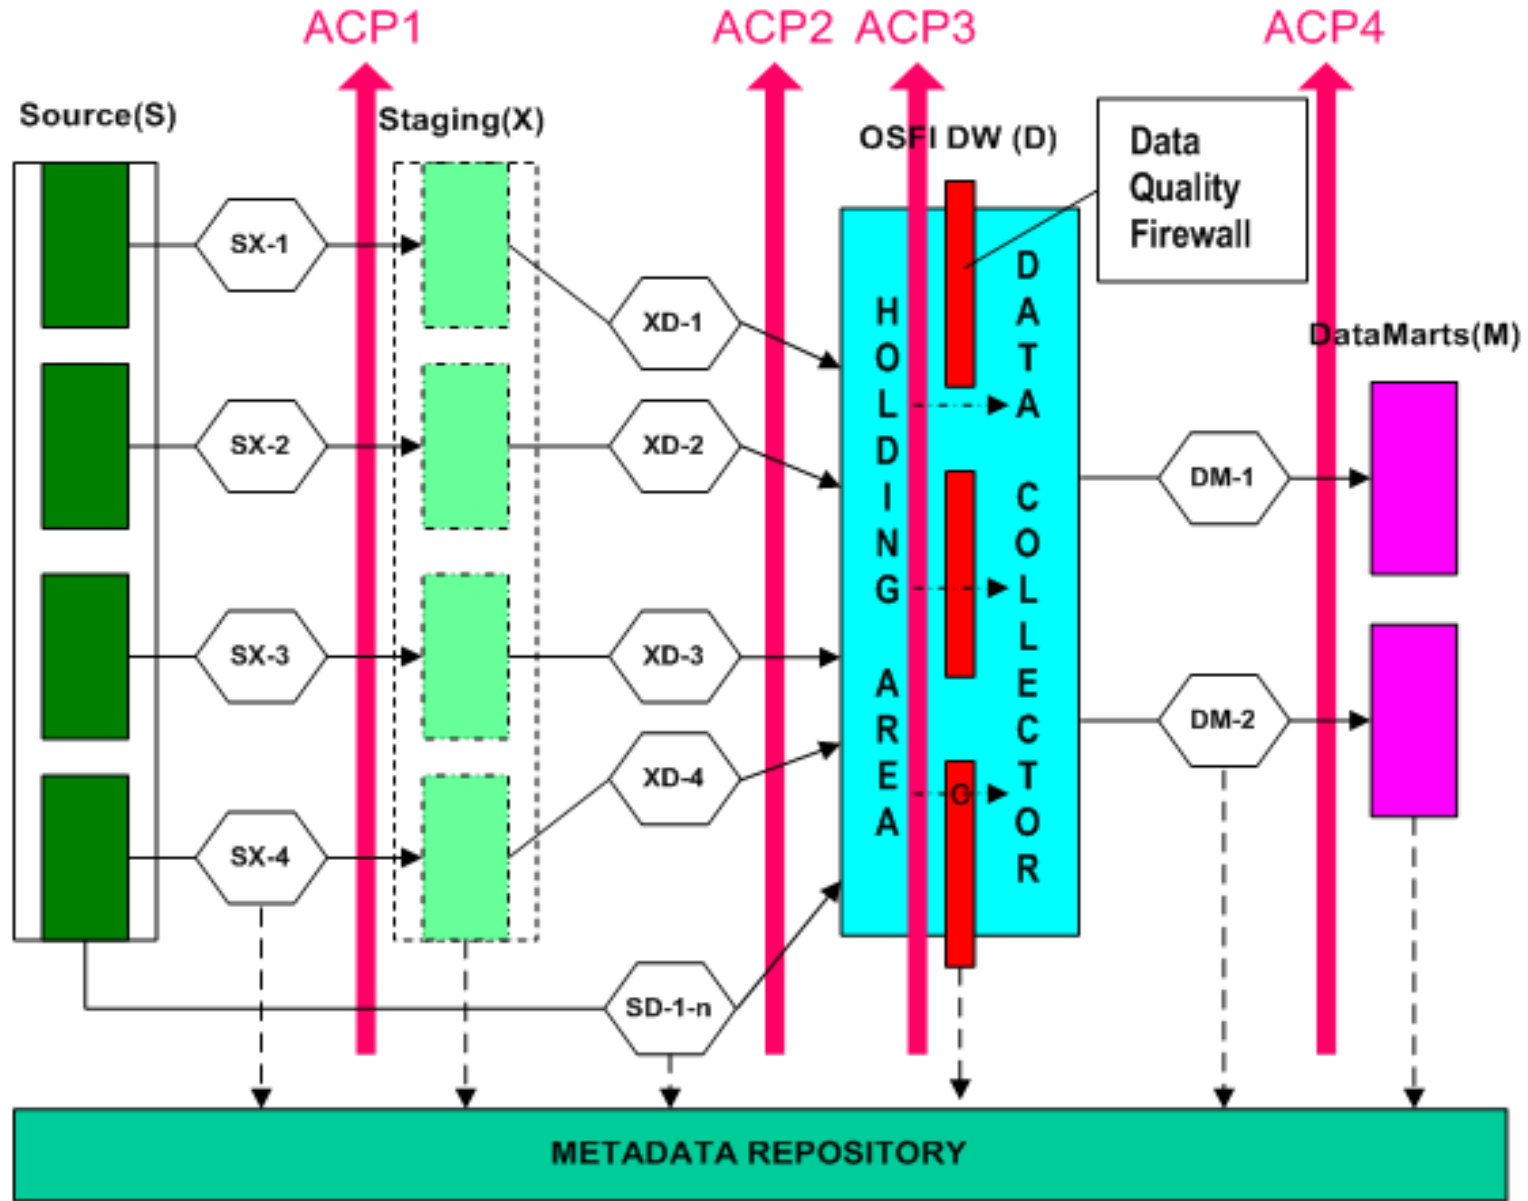 ACP1
ACP2
ACP3
ACP4
Source(S)
Staging(X)
OSFI DW (D)
Data
Quality
Firewall
DataMarts(M)
SX-1
SX-2
SX-3
SX-4
XD-1
XD-2
XD-3
XD-4
SD-1-n
HOLDING AREA
G
DATA COLLECTOR
DM-1
DM-2
METADATA REPOSITORY